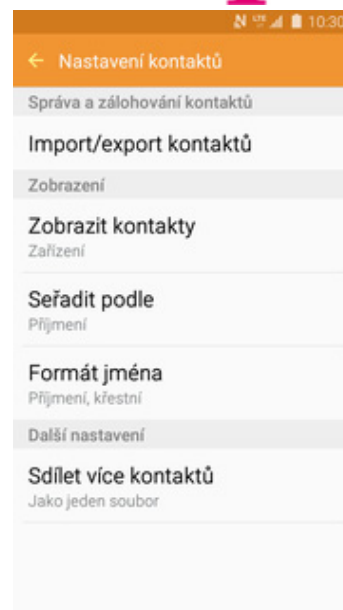 LTE 10:30
Nastavení kontaktů
Správa a zálohování kontaktů
Import/export kontaktů
Zobrazení
Zobrazit kontakty
Zařízení
Seřadit podle
Příjmení
Formát jména
Příjmení, křestní
Další nastavení
Sdílet více kontaktů
Jako jeden soubor